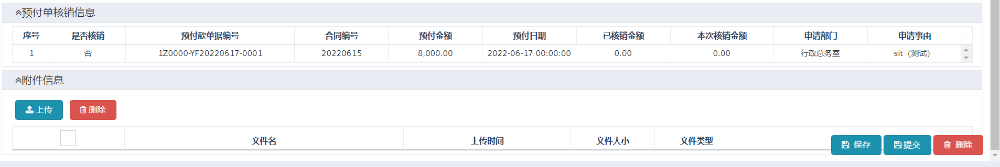 预付单核销信息
序号 是否核销 预付款单据编号 合同编号 预付金额 预付日期 已核销金额 本次核销金额 申请部门 申请事由
1 否 1Z0000-YF20220617-0001 20220615 8,000.00 2022-06-17 00:00:00 0.00 0.00 行政总务室 sit（测试）
附件信息
上传 删除
文件名 上传时间 文件大小 文件类型
保存 提交 删除